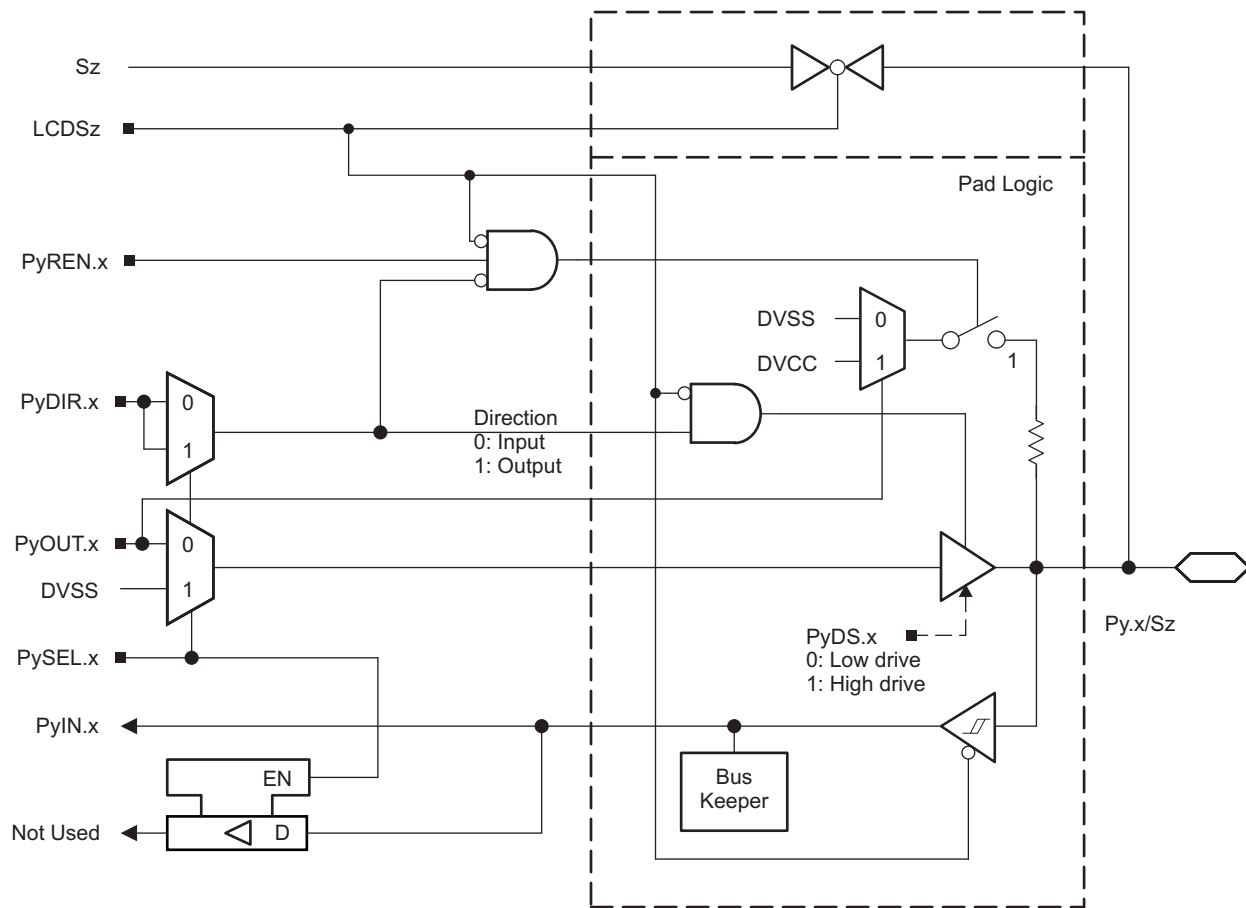 Sz
LCDSz
Pad Logic
PyREN.x
DVSS
0
DVCC
1
1
PyDIR.x
0
1
Direction
0: Input
1: Output
PyOUT.x
0
DVSS
1
PySEL.x
PyDS.x
0: Low drive
1: High drive
Py.x/Sz
PyIN.x
EN
Bus
Keeper
Not Used
D